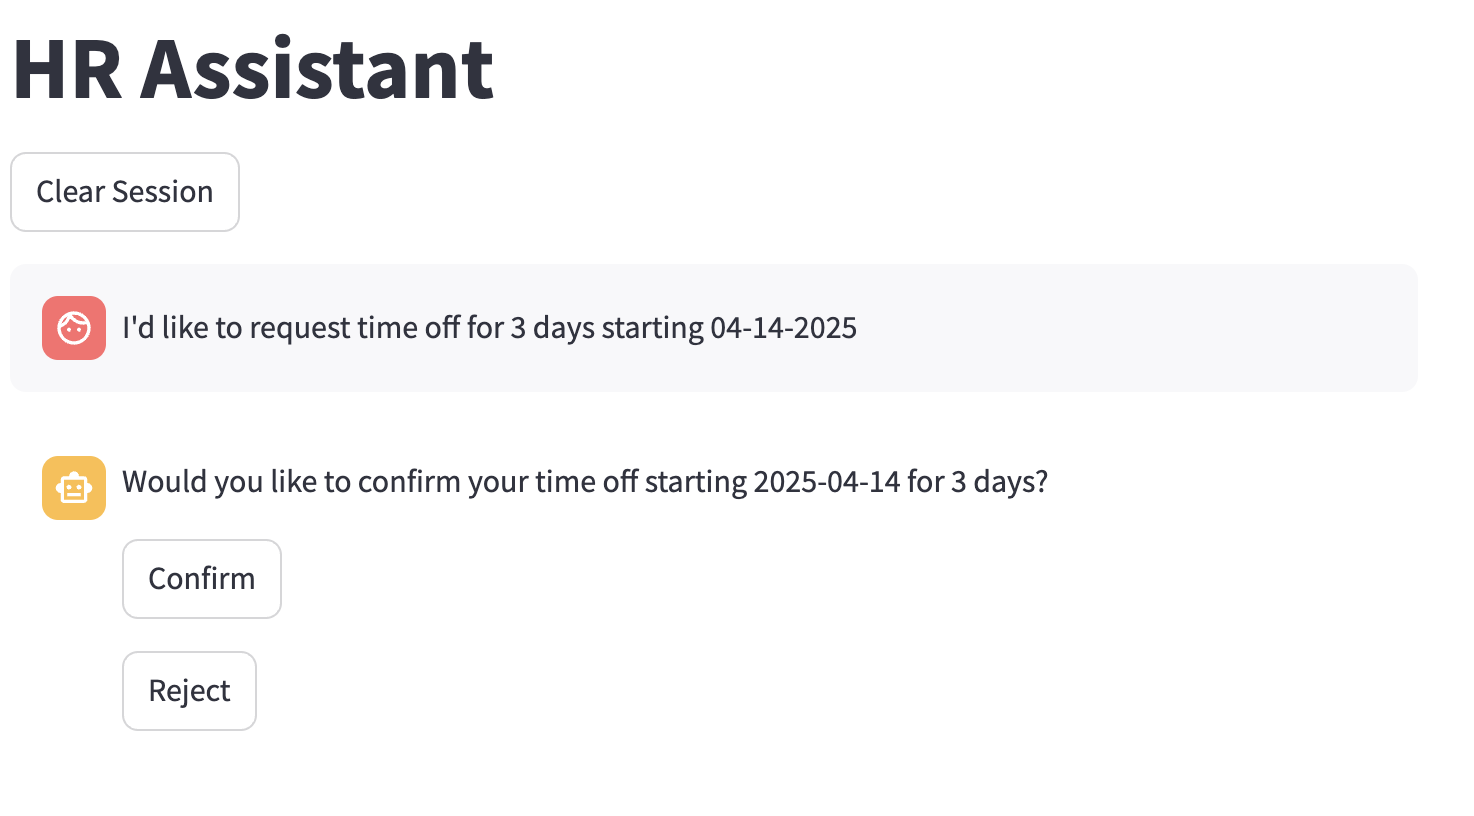 HR Assistant
Clear Session
I'd like to request time off for 3 days starting 04-14-2025
Would you like to confirm your time off starting 2025-04-14 for 3 days?
Confirm
Reject